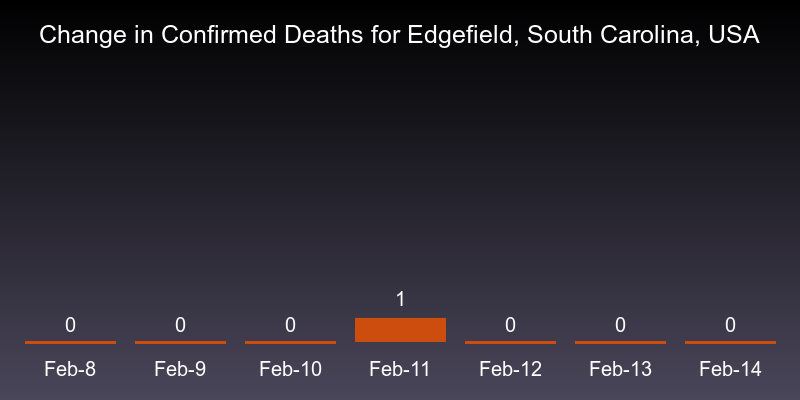 Change in Confirmed Deaths for Edgefield, South Carolina, USA
0 0 0 1 0 0 0
Feb-8 Feb-9 Feb-10 Feb-11 Feb-12 Feb-13 Feb-14